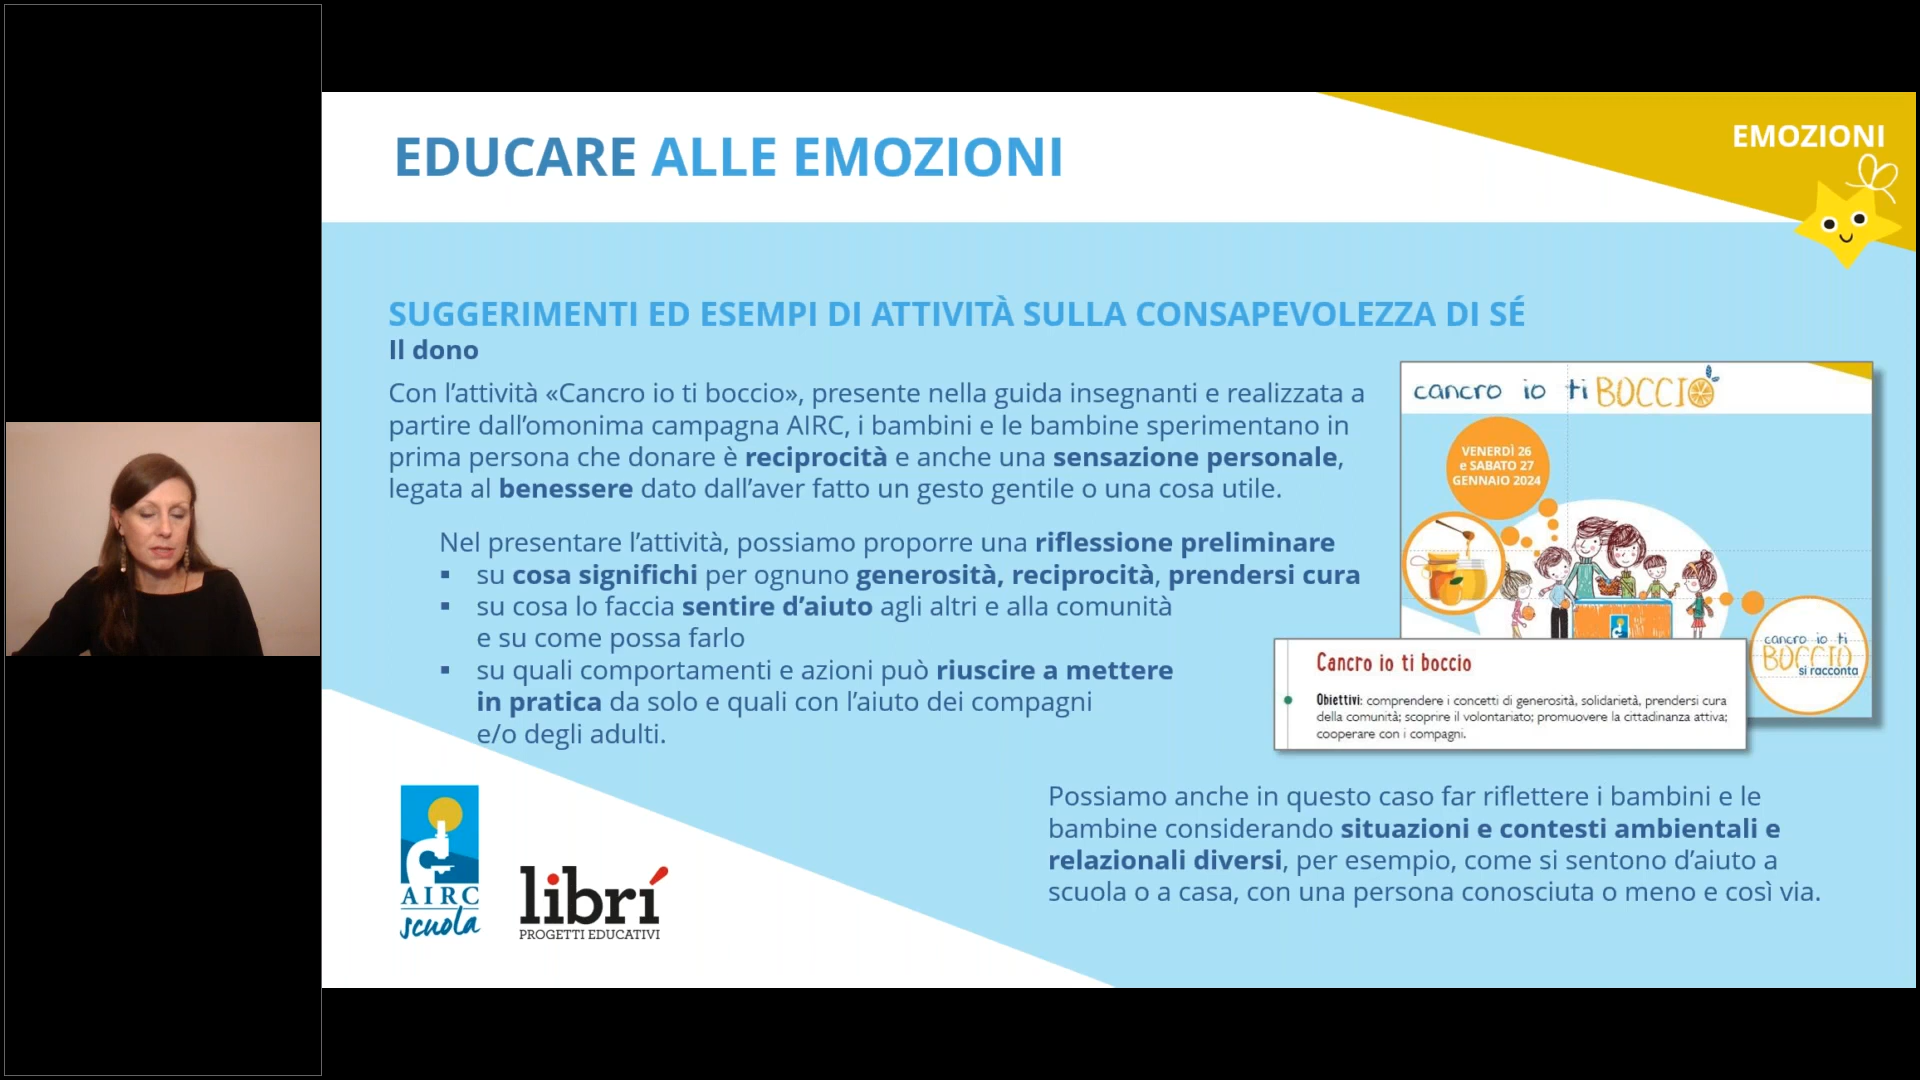 EDUCARE ALLE EMOZIONI
EMOZIONI
SUGGERIMENTI ED ESEMPI DI ATTIVITÀ SULLA CONSAPEVOLEZZA DI SÉ
Il dono
Con l’attività «Cancro io ti boccio», presente nella guida insegnanti e realizzata a
partire dall’omonima campagna AIRC, i bambini e le bambine sperimentano in
prima persona che donare è reciprocità e anche una sensazione personale,
legata al benessere dato dall’aver fatto un gesto gentile o una cosa utile.
Nel presentare l’attività, possiamo proporre una riflessione preliminare
▪ su cosa significhi per ognuno generosità, reciprocità, prendersi cura
▪ su cosa lo faccia sentire d’aiuto agli altri e alla comunità
e su come possa farlo
▪ su quali comportamenti e azioni può riuscire a mettere
in pratica da solo e quali con l’aiuto dei compagni
e/o degli adulti.
cancro io ti BOCCIO
VENERDÌ 26
e SABATO 27
GENNAIO 2024
cancro io ti
BOCCIO
si racconta
Cancro io ti boccio
Obiettivi: comprendere i concetti di generosità, solidarietà, prendersi cura
della comunità; scoprire il volontariato; promuovere la cittadinanza attiva;
cooperare con i compagni.
Possiamo anche in questo caso far riflettere i bambini e le
bambine considerando situazioni e contesti ambientali e
relazionali diversi, per esempio, come si sentono d’aiuto a
scuola o a casa, con una persona conosciuta o meno e così via.
AIRC
scuola
librí
PROGETTI EDUCATIVI